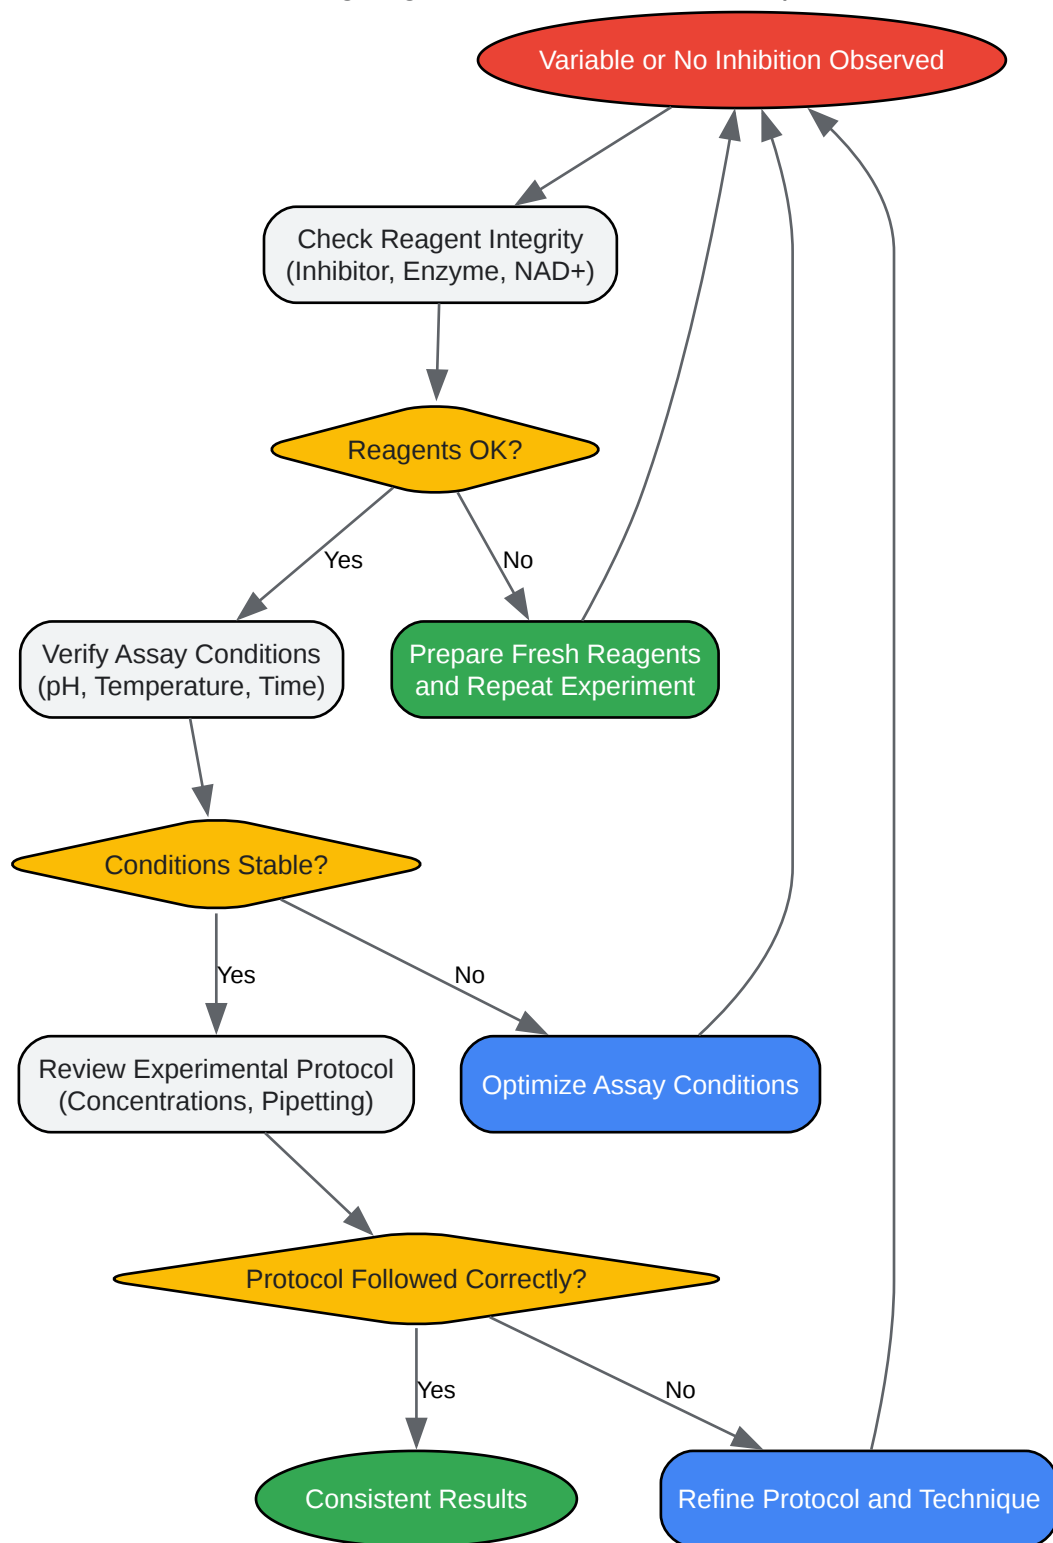 Variable or No Inhibition Observed
Check Reagent Integrity
(Inhibitor, Enzyme, NAD+)
Reagents OK?
Yes
No
Verify Assay Conditions
(pH, Temperature, Time)
Prepare Fresh Reagents
and Repeat Experiment
Conditions Stable?
Yes
No
Review Experimental Protocol
(Concentrations, Pipetting)
Optimize Assay Conditions
Protocol Followed Correctly?
Yes
No
Consistent Results
Refine Protocol and Technique